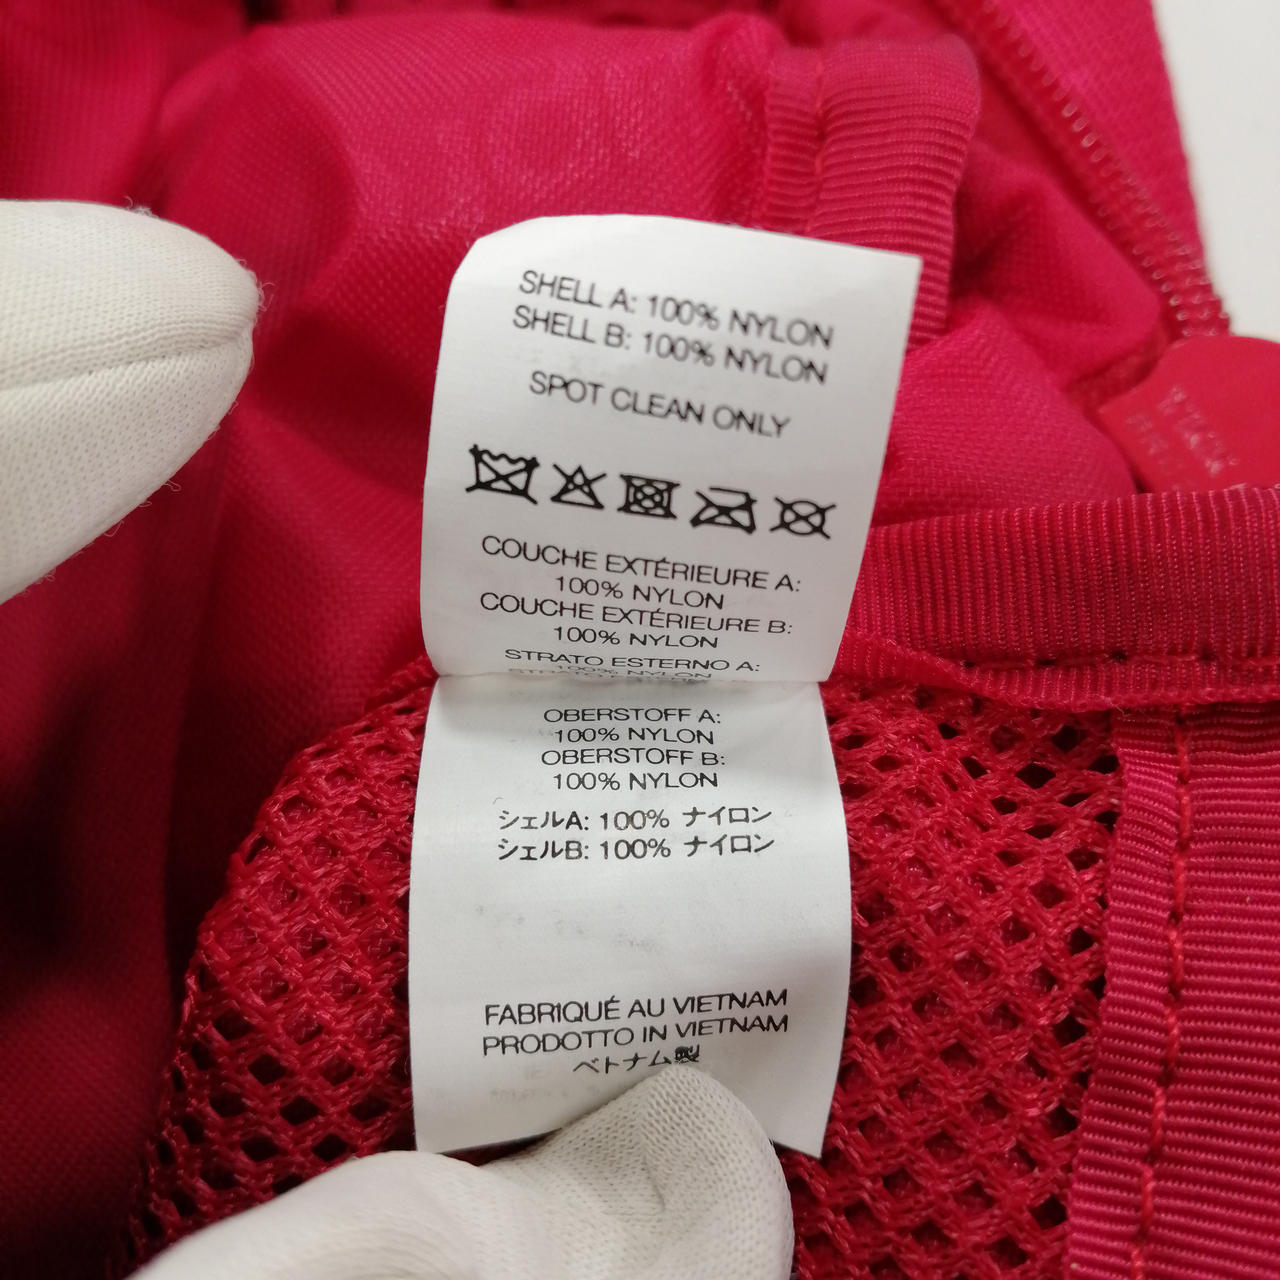 SHELL A: 100% NYLON
SHELL B: 100% NYLON
SPOT CLEAN ONLY
COUCHE EXTÉRIEURE A:
100% NYLON
COUCHE EXTÉRIEURE B:
100% NYLON
STRATO ESTERNO A:
100% NYLON
OBERSTOFF A:
100% NYLON
OBERSTOFF B:
100% NYLON
シェルA: 100% ナイロン
シェルB: 100% ナイロン
FABRIQUÉ AU VIETNAM
PRODOTTO IN VIETNAM
ベトナム製